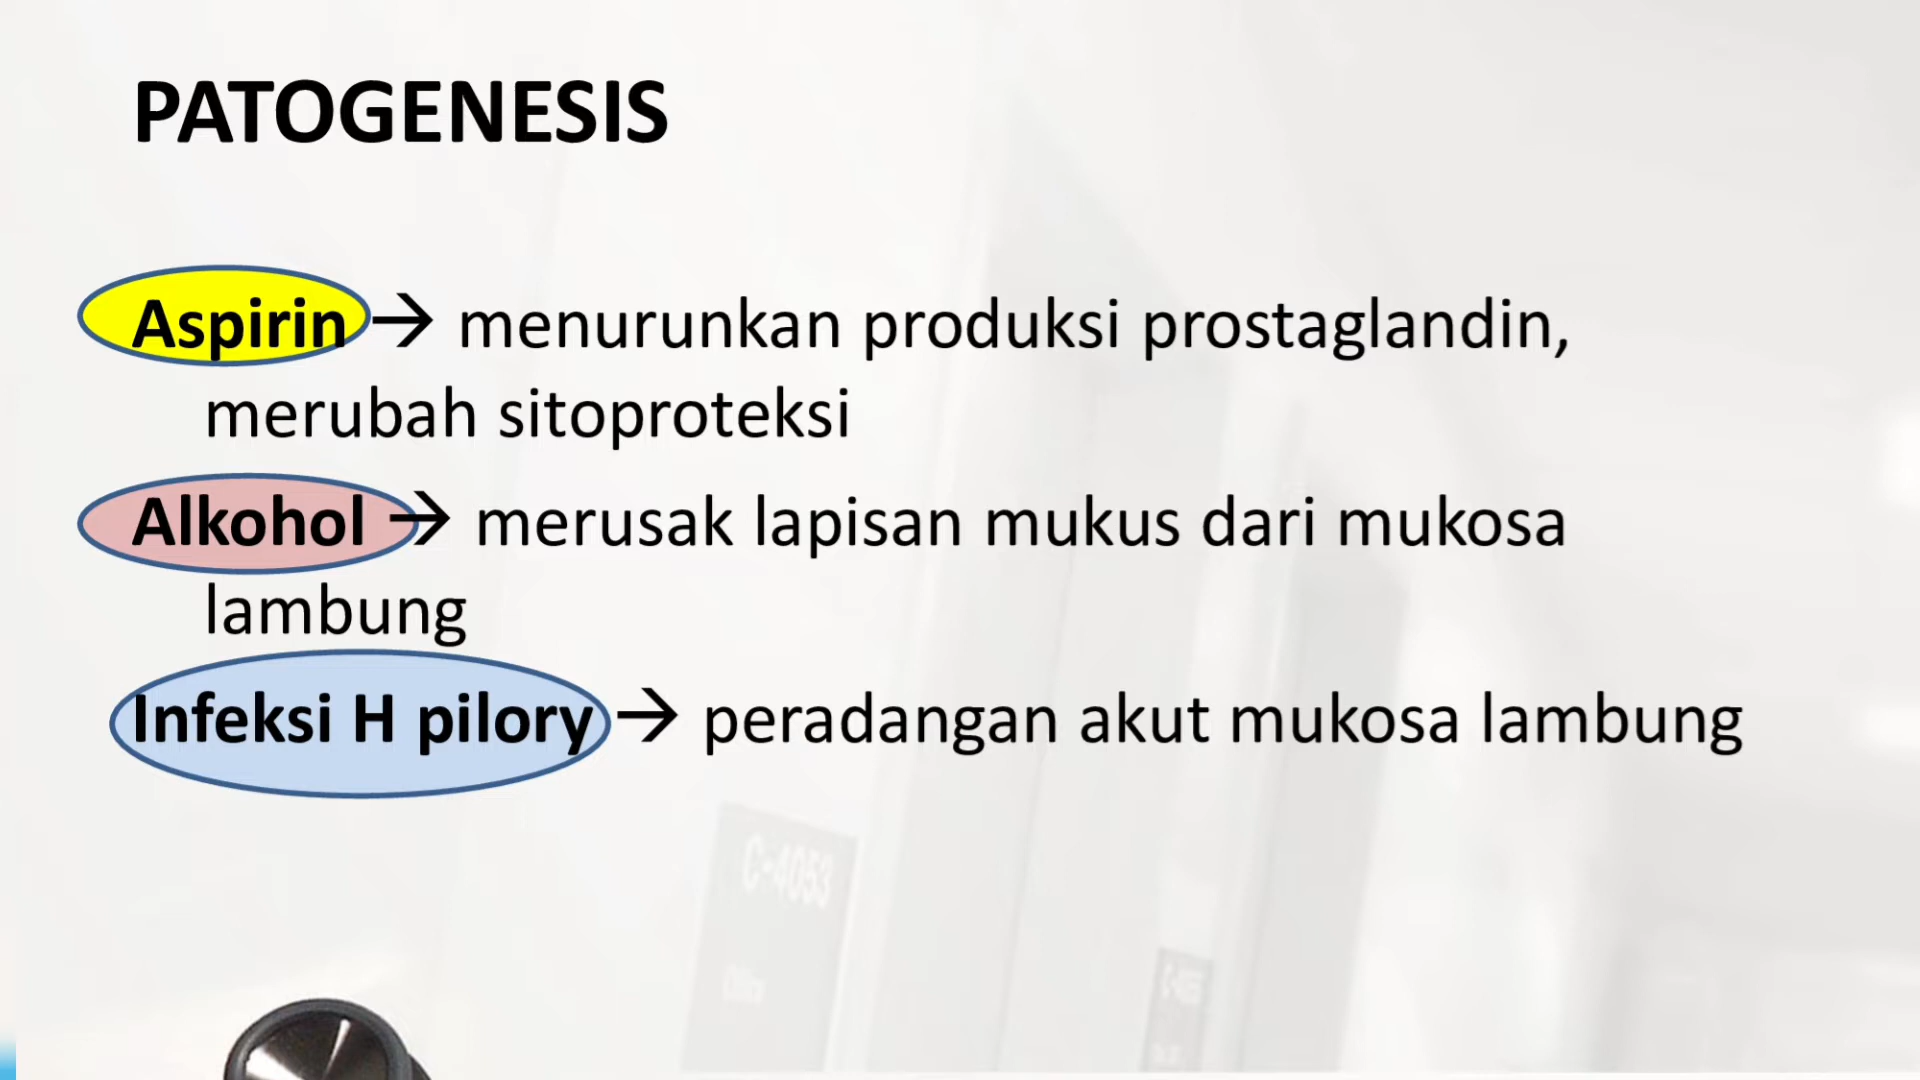 PATOGENESIS
Aspirin → menurunkan produksi prostaglandin,
merubah sitoproteksi
Alkohol → merusak lapisan mukus dari mukosa
lambung
Infeksi H pilory → peradangan akut mukosa lambung
C-4053